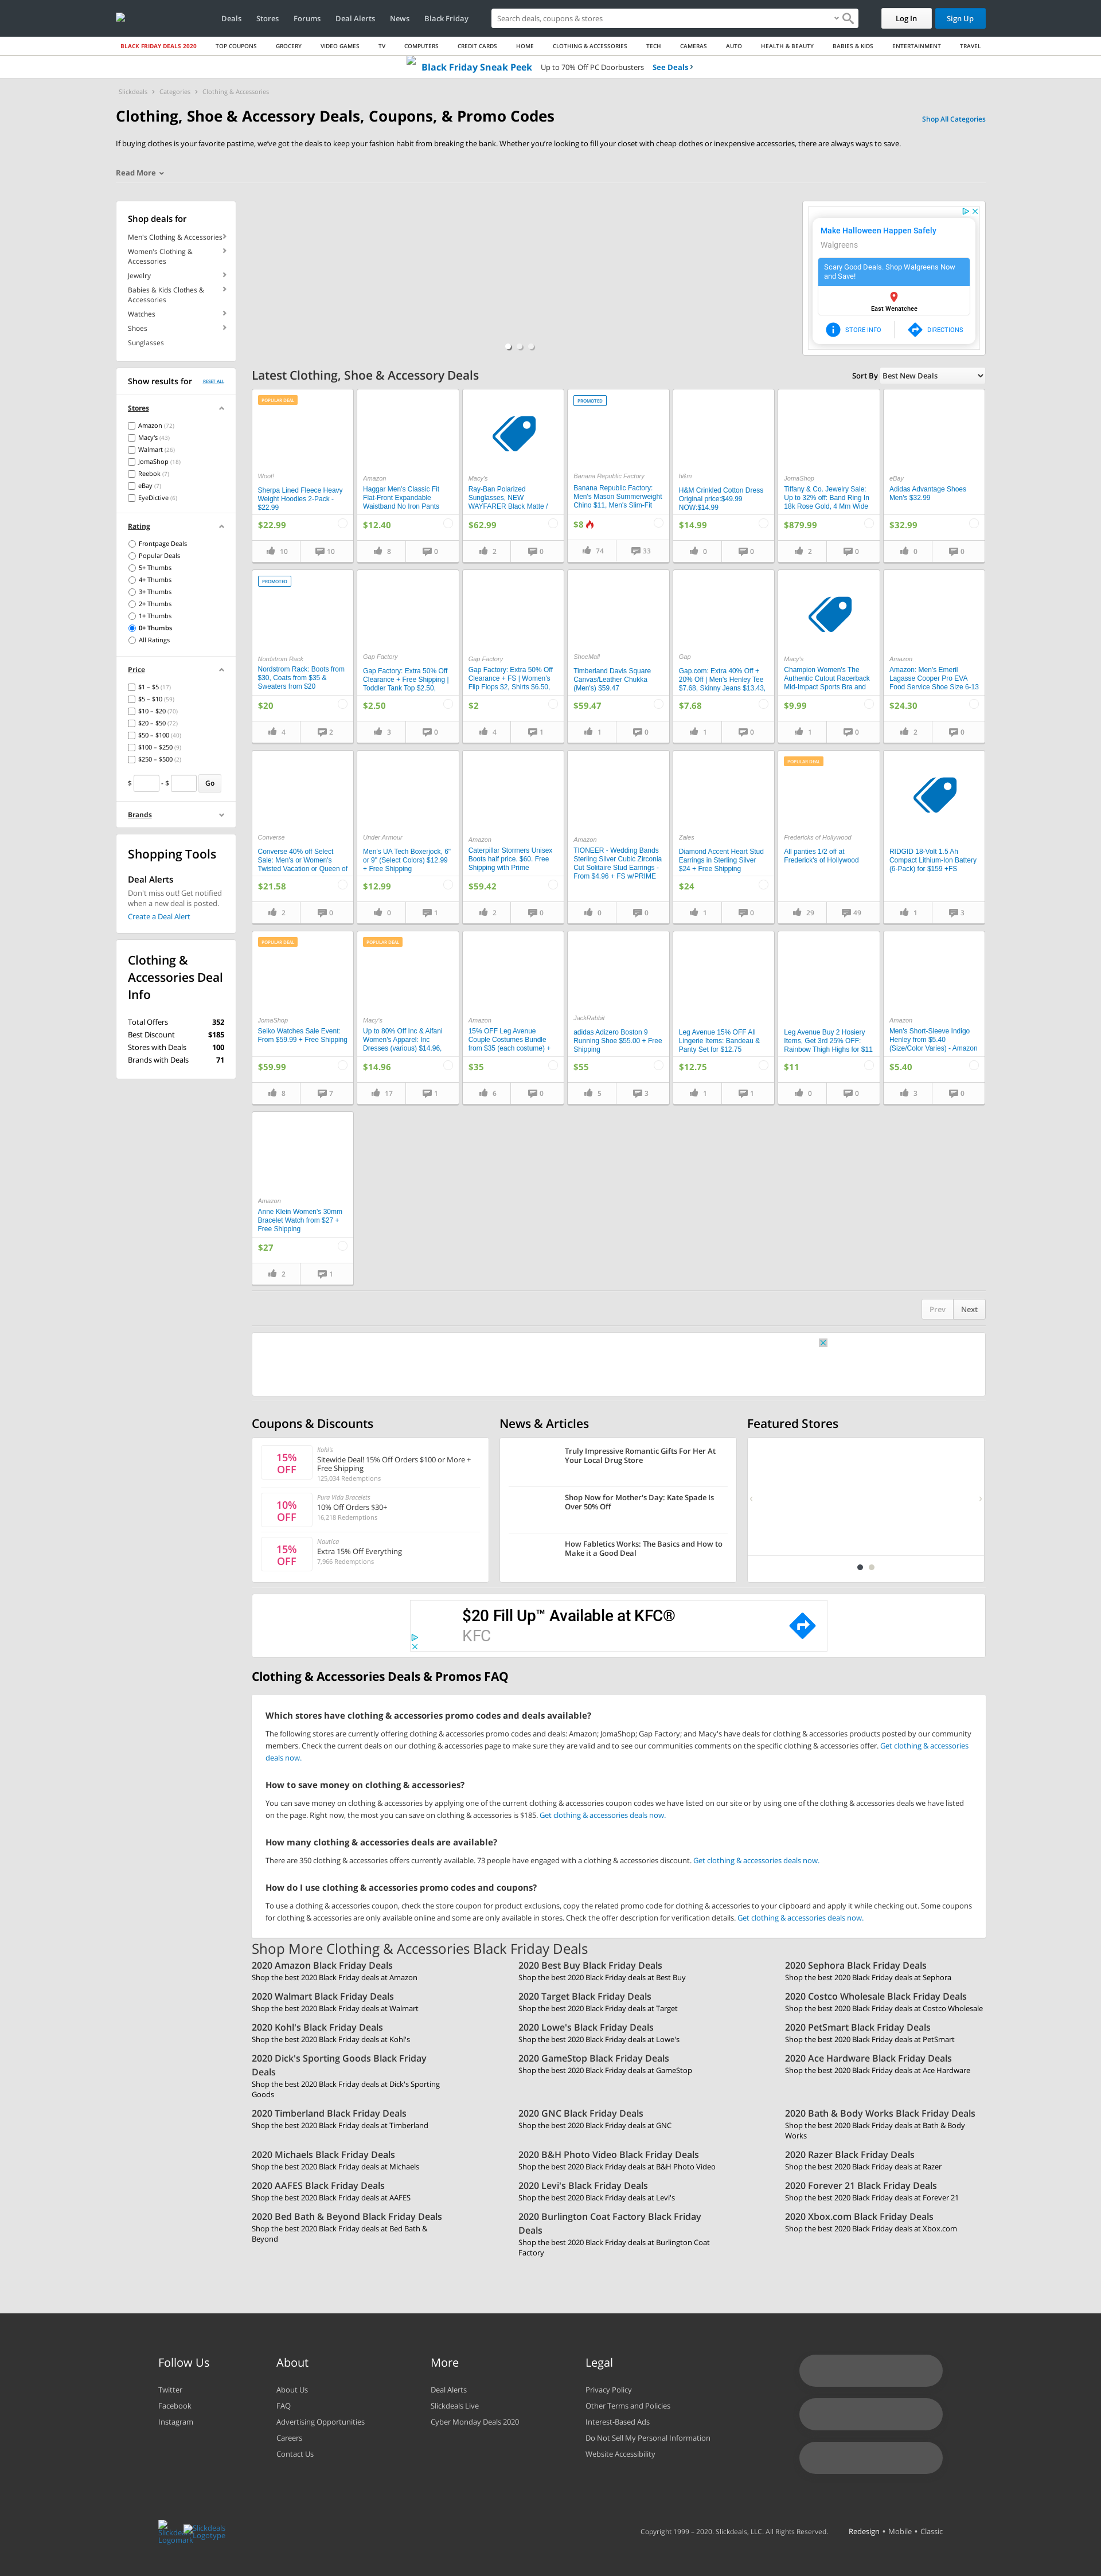 Deals Stores Forums Deal Alerts News Black Friday
Search deals, coupons & stores
Log In
Sign Up
BLACK FRIDAY DEALS 2020 TOP COUPONS GROCERY VIDEO GAMES TV COMPUTERS CREDIT CARDS HOME CLOTHING & ACCESSORIES TECH CAMERAS AUTO HEALTH & BEAUTY BABIES & KIDS ENTERTAINMENT TRAVEL
Black Friday Sneak Peek Up to 70% Off PC Doorbusters See Deals
Slickdeals Categories Clothing & Accessories
Clothing, Shoe & Accessory Deals, Coupons, & Promo Codes
Shop All Categories
If buying clothes is your favorite pastime, we've got the deals to keep your fashion habit from breaking the bank. Whether you're looking to fill your closet with cheap clothes or inexpensive accessories, there are always ways to save.
Read More
Shop deals for
Men's Clothing & Accessories
Women's Clothing &
Accessories
Jewelry
Babies & Kids Clothes &
Accessories
Watches
Shoes
Sunglasses
Make Halloween Happen Safely
Walgreens
Scary Good Deals. Shop Walgreens Now
and Save!
East Wenatchee
STORE INFO
DIRECTIONS
Show results for RESET ALL
Stores
Amazon (72)
Macy's (43)
Walmart (26)
JomaShop (18)
Reebok (7)
eBay (7)
EyeDictive (6)
Rating
Frontpage Deals
Popular Deals
5+ Thumbs
4+ Thumbs
3+ Thumbs
2+ Thumbs
1+ Thumbs
0+ Thumbs
All Ratings
Price
$1 – $5 (17)
$5 – $10 (59)
$10 – $20 (70)
$20 – $50 (72)
$50 – $100 (40)
$100 – $250 (9)
$250 – $500 (2)
$ - $ Go
Brands
Shopping Tools
Deal Alerts
Don't miss out! Get notified
when a new deal is posted.
Create a Deal Alert
Clothing &
Accessories Deal
Info
Total Offers 352
Best Discount $185
Stores with Deals 100
Brands with Deals 71
Latest Clothing, Shoe & Accessory Deals
Sort By Best New Deals
POPULAR DEAL
Woot!
Sherpa Lined Fleece Heavy
Weight Hoodies 2-Pack -
$22.99
$22.99
10 10
Amazon
Haggar Men's Classic Fit
Flat-Front Expandable
Waistband No Iron Pants
$12.40
8 0
Macy's
Ray-Ban Polarized
Sunglasses, NEW
WAYFARER Black Matte /
$62.99
2 0
PROMOTED
Banana Republic Factory
Banana Republic Factory:
Men's Mason Summerweight
Chino $11, Men's Slim-Fit
$8
74 33
h&m
H&M Crinkled Cotton Dress
Original price:$49.99
NOW:$14.99
$14.99
0 0
JomaShop
Tiffany & Co. Jewelry Sale:
Up to 32% off: Band Ring In
18k Rose Gold, 4 Mm Wide
$879.99
2 0
eBay
Adidas Advantage Shoes
Men's $32.99
$32.99
0 0
PROMOTED
Nordstrom Rack
Nordstrom Rack: Boots from
$30, Coats from $35 &
Sweaters from $20
$20
4 2
Gap Factory
Gap Factory: Extra 50% Off
Clearance + Free Shipping |
Toddler Tank Top $2.50,
$2.50
3 0
Gap Factory
Gap Factory: Extra 50% Off
Clearance + FS | Women's
Flip Flops $2, Shirts $6.50,
$2
4 1
ShoeMall
Timberland Davis Square
Canvas/Leather Chukka
(Men's) $59.47
$59.47
1 0
Gap
Gap.com: Extra 40% Off +
20% Off | Men's Henley Tee
$7.68, Skinny Jeans $13.43,
$7.68
1 0
Macy's
Champion Women's The
Authentic Cutout Racerback
Mid-Impact Sports Bra and
$9.99
1 0
Amazon
Amazon: Men's Emeril
Lagasse Cooper Pro EVA
Food Service Shoe Size 6-13
$24.30
2 0
Converse
Converse 40% off Select
Sale: Men's or Women's
Twisted Vacation or Queen of
$21.58
2 0
Under Armour
Men's UA Tech Boxerjock, 6"
or 9" (Select Colors) $12.99
+ Free Shipping
$12.99
0 1
Amazon
Caterpillar Stormers Unisex
Boots half price. $60. Free
Shipping with Prime
$59.42
2 0
Amazon
TIONEER - Wedding Bands
Sterling Silver Cubic Zirconia
Cut Solitaire Stud Earrings -
From $4.96 + FS w/PRIME
0 0
Zales
Diamond Accent Heart Stud
Earrings in Sterling Silver
$24 + Free Shipping
$24
1 0
POPULAR DEAL
Fredericks of Hollywood
All panties 1/2 off at
Frederick's of Hollywood
29 49
RIDGID 18-Volt 1.5 Ah
Compact Lithium-Ion Battery
(6-Pack) for $159 +FS
1 3
POPULAR DEAL
JomaShop
Seiko Watches Sale Event:
From $59.99 + Free Shipping
$59.99
8 7
POPULAR DEAL
Macy's
Up to 80% Off Inc & Alfani
Women's Apparel: Inc
Dresses (various) $14.96,
$14.96
17 1
Amazon
15% OFF Leg Avenue
Couple Costumes Bundle
from $35 (each costume) +
$35
6 0
JackRabbit
adidas Adizero Boston 9
Running Shoe $55.00 + Free
Shipping
$55
5 3
Leg Avenue 15% OFF All
Lingerie Items: Bandeau &
Panty Set for $12.75
$12.75
1 1
Leg Avenue Buy 2 Hosiery
Items, Get 3rd 25% OFF:
Rainbow Thigh Highs for $11
$11
0 0
Amazon
Men's Short-Sleeve Indigo
Henley from $5.40
(Size/Color Varies) - Amazon
$5.40
3 0
Amazon
Anne Klein Women's 30mm
Bracelet Watch from $27 +
Free Shipping
$27
2 1
Prev Next
Coupons & Discounts
15%
OFF
Kohl's
Sitewide Deal! 15% Off Orders $100 or More +
Free Shipping
125,034 Redemptions
10%
OFF
Pura Vida Bracelets
10% Off Orders $30+
16,218 Redemptions
15%
OFF
Nautica
Extra 15% Off Everything
7,966 Redemptions
News & Articles
Truly Impressive Romantic Gifts For Her At
Your Local Drug Store
Shop Now for Mother's Day: Kate Spade Is
Over 50% Off
How Fabletics Works: The Basics and How to
Make it a Good Deal
Featured Stores
$20 Fill Up™ Available at KFC®
KFC
Clothing & Accessories Deals & Promos FAQ
Which stores have clothing & accessories promo codes and deals available?
The following stores are currently offering clothing & accessories promo codes and deals: Amazon; JomaShop; Gap Factory; and Macy's have deals for clothing & accessories products posted by our community
members. Check the current deals on our clothing & accessories page to make sure they are valid and to see our communities comments on the specific clothing & accessories offer. Get clothing & accessories
deals now.
How to save money on clothing & accessories?
You can save money on clothing & accessories by applying one of the current clothing & accessories coupon codes we have listed on our site or by using one of the clothing & accessories deals we have listed
on the page. Right now, the most you can save on clothing & accessories is $185. Get clothing & accessories deals now.
How many clothing & accessories deals are available?
There are 350 clothing & accessories offers currently available. 73 people have engaged with a clothing & accessories discount. Get clothing & accessories deals now.
How do I use clothing & accessories promo codes and coupons?
To use a clothing & accessories coupon, check the store coupon for product exclusions, copy the related promo code for clothing & accessories to your clipboard and apply it while checking out. Some coupons
for clothing & accessories are only available online and some are only available in stores. Check the offer description for verification details. Get clothing & accessories deals now.
Shop More Clothing & Accessories Black Friday Deals
2020 Amazon Black Friday Deals
Shop the best 2020 Black Friday deals at Amazon
2020 Best Buy Black Friday Deals
Shop the best 2020 Black Friday deals at Best Buy
2020 Sephora Black Friday Deals
Shop the best 2020 Black Friday deals at Sephora
2020 Walmart Black Friday Deals
Shop the best 2020 Black Friday deals at Walmart
2020 Target Black Friday Deals
Shop the best 2020 Black Friday deals at Target
2020 Costco Wholesale Black Friday Deals
Shop the best 2020 Black Friday deals at Costco Wholesale
2020 Kohl's Black Friday Deals
Shop the best 2020 Black Friday deals at Kohl's
2020 Lowe's Black Friday Deals
Shop the best 2020 Black Friday deals at Lowe's
2020 PetSmart Black Friday Deals
Shop the best 2020 Black Friday deals at PetSmart
2020 Dick's Sporting Goods Black Friday
Deals
Shop the best 2020 Black Friday deals at Dick's Sporting
Goods
2020 GameStop Black Friday Deals
Shop the best 2020 Black Friday deals at GameStop
2020 Ace Hardware Black Friday Deals
Shop the best 2020 Black Friday deals at Ace Hardware
2020 Timberland Black Friday Deals
Shop the best 2020 Black Friday deals at Timberland
2020 GNC Black Friday Deals
Shop the best 2020 Black Friday deals at GNC
2020 Bath & Body Works Black Friday Deals
Shop the best 2020 Black Friday deals at Bath & Body
Works
2020 Michaels Black Friday Deals
Shop the best 2020 Black Friday deals at Michaels
2020 B&H Photo Video Black Friday Deals
Shop the best 2020 Black Friday deals at B&H Photo Video
2020 Razer Black Friday Deals
Shop the best 2020 Black Friday deals at Razer
2020 AAFES Black Friday Deals
Shop the best 2020 Black Friday deals at AAFES
2020 Levi's Black Friday Deals
Shop the best 2020 Black Friday deals at Levi's
2020 Forever 21 Black Friday Deals
Shop the best 2020 Black Friday deals at Forever 21
2020 Bed Bath & Beyond Black Friday Deals
Shop the best 2020 Black Friday deals at Bed Bath &
Beyond
2020 Burlington Coat Factory Black Friday
Deals
Shop the best 2020 Black Friday deals at Burlington Coat
Factory
2020 Xbox.com Black Friday Deals
Shop the best 2020 Black Friday deals at Xbox.com
Follow Us
Twitter
Facebook
Instagram
About
About Us
FAQ
Advertising Opportunities
Careers
Contact Us
More
Deal Alerts
Slickdeals Live
Cyber Monday Deals 2020
Legal
Privacy Policy
Other Terms and Policies
Interest-Based Ads
Do Not Sell My Personal Information
Website Accessibility
Slickdeals
Logomark
Slickdeals
Logotype
Copyright 1999 – 2020. Slickdeals, LLC. All Rights Reserved.
Redesign • Mobile • Classic